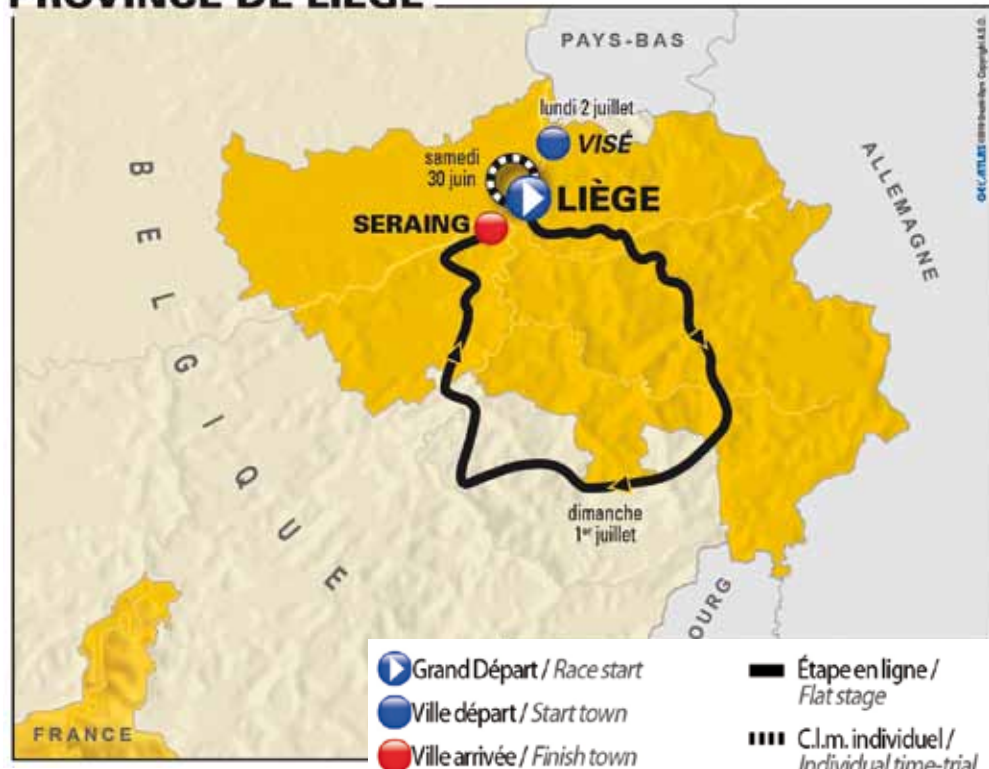 PROVINCE DE LIÈGE
PAYS-BAS
lundi 2 juillet
VISÉ
samedi
30 juin
LIÈGE
SERAING
ALLEMAGNE
BELGIQUE
dimanche
1er juillet
OURG
FRANCE
Grand Départ / Race start
Ville départ / Start town
Ville arrivée / Finish town
Étape en ligne /
Flat stage
C.l.m. individuel /
Individual time-trial